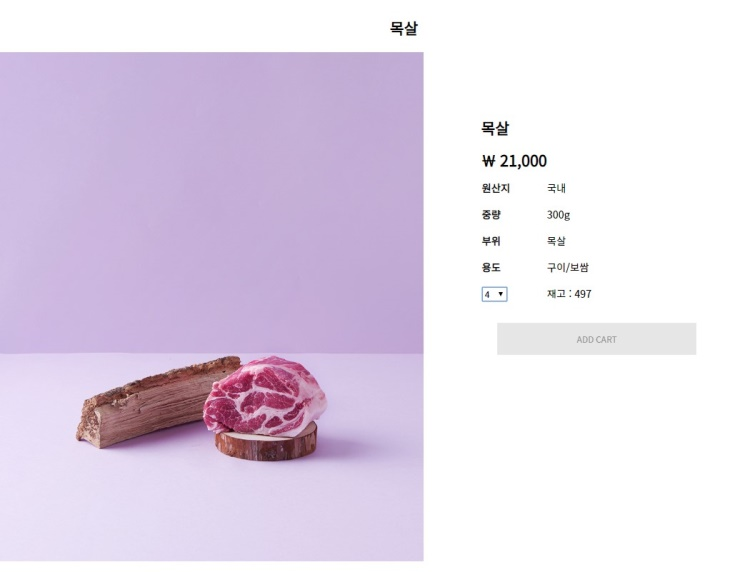 목살
목살
₩ 21,000
원산지 국내
중량 300g
부위 목살
용도 구이/보쌈
4 ▼ 재고 : 497
ADD CART